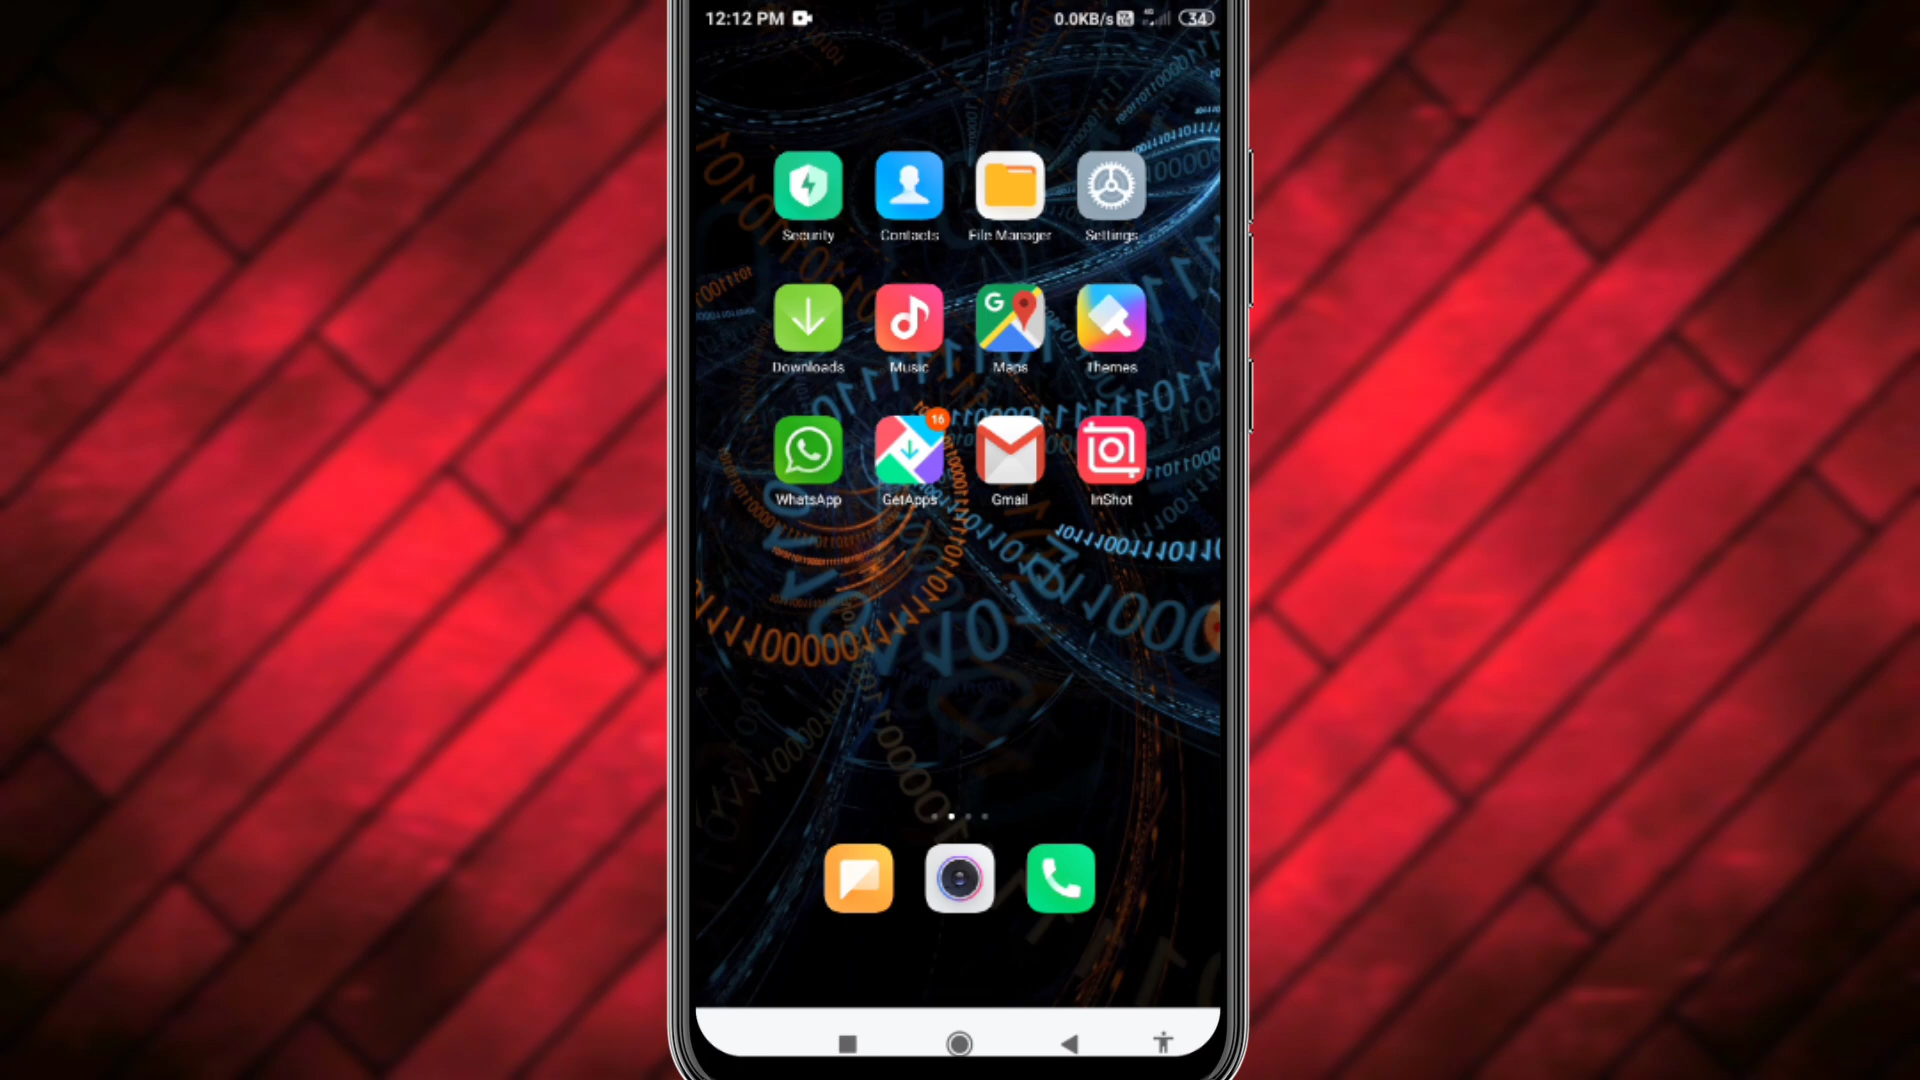 12:12 PM
0.0KB/s 4G 34
Security Contacts File Manager Settings
Downloads Music Maps Themes
16
WhatsApp GetApps Gmail InShot